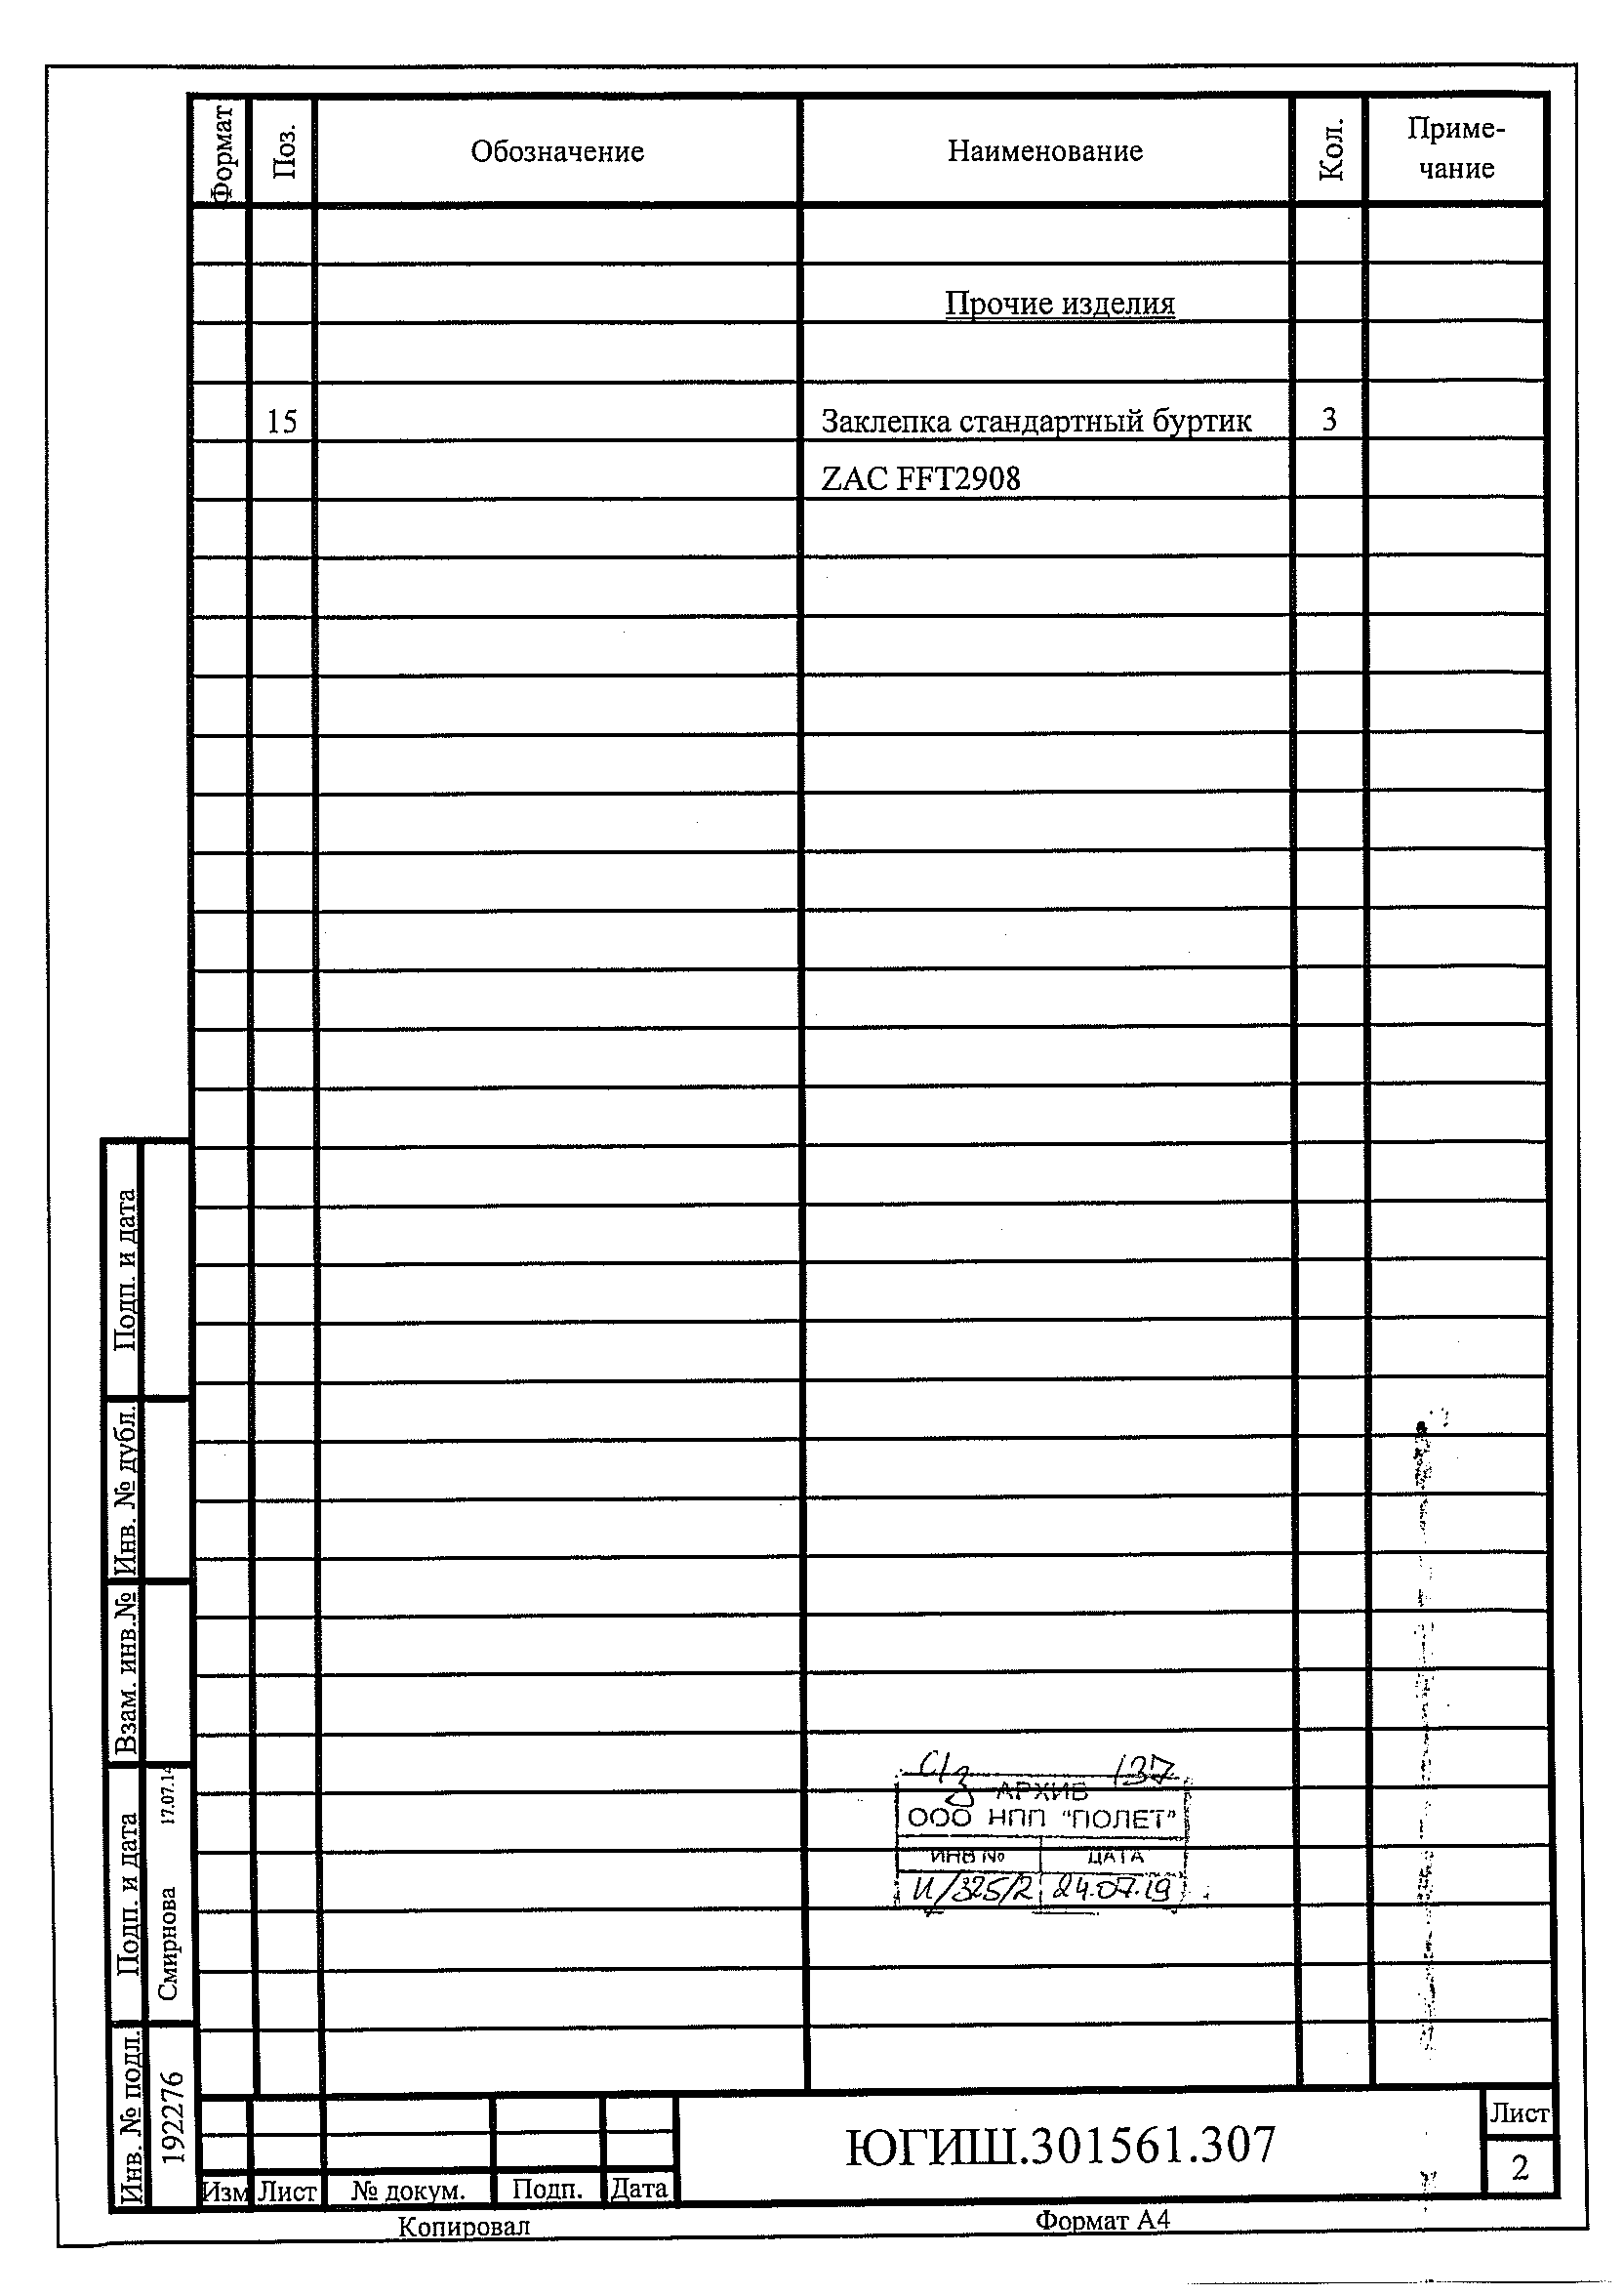 Формат
Поз.
Обозначение
Наименование
Кол.
Приме-
чание
Прочие изделия
15
Заклепка стандартный буртик
3
ZAC FFT2908
Подп. и дата
Инв. № дубл.
Взам. инв.№
Подп. и дата
Смирнова 17.07.14
Инв. № подл.
192276
137
АРХИВ
ООО НПП "ПОЛЕТ"
ИНВ № ДАТА
И/325/2 24.07.19
Изм Лист № докум. Подп. Дата
ЮГИШ.301561.307
Лист
2
Копировал
Формат А4